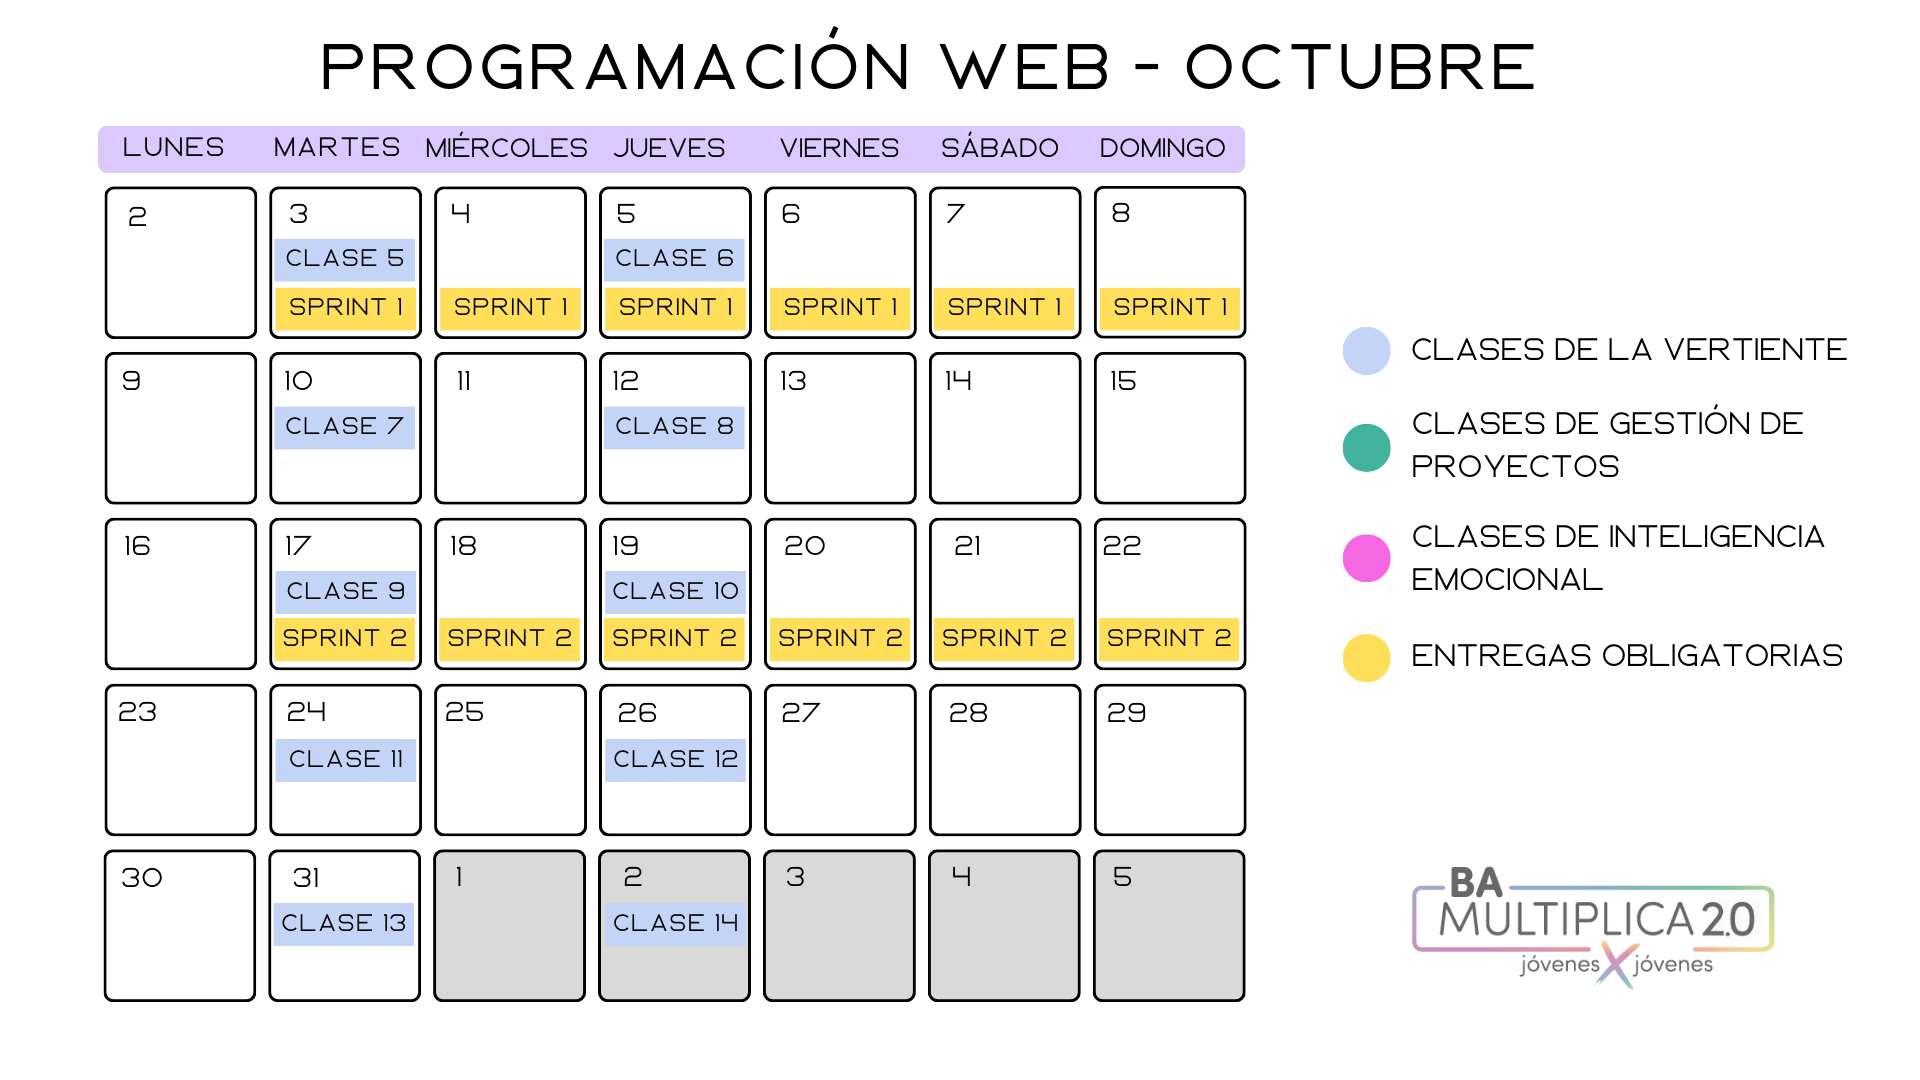 PROGRAMACIÓN WEB - OCTUBRE
LUNES MARTES MIÉRCOLES JUEVES VIERNES SÁBADO DOMINGO
2 3 4 5 6 7 8
CLASE 5 CLASE 6
SPRINT 1 SPRINT 1 SPRINT 1 SPRINT 1 SPRINT 1 SPRINT 1
9 10 11 12 13 14 15
CLASE 7 CLASE 8
16 17 18 19 20 21 22
CLASE 9 CLASE 10
SPRINT 2 SPRINT 2 SPRINT 2 SPRINT 2 SPRINT 2 SPRINT 2
23 24 25 26 27 28 29
CLASE 11 CLASE 12
30 31 1 2 3 4 5
CLASE 13 CLASE 14
CLASES DE LA VERTIENTE
CLASES DE GESTIÓN DE
PROYECTOS
CLASES DE INTELIGENCIA
EMOCIONAL
ENTREGAS OBLIGATORIAS
BA
MULTIPLICA 2.0
jóvenes X jóvenes